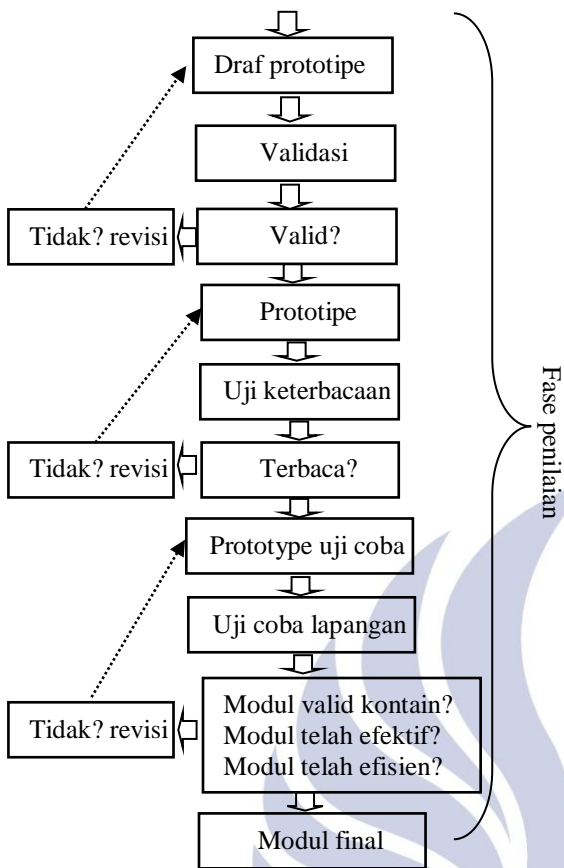 Draf prototipe
Validasi
Tidak? revisi
Valid?
Prototipe
Uji keterbacaan
Tidak? revisi
Terbaca?
Prototype uji coba
Uji coba lapangan
Modul valid kontain?
Modul telah efektif?
Modul telah efisien?
Tidak? revisi
Modul final
Fase penilaian